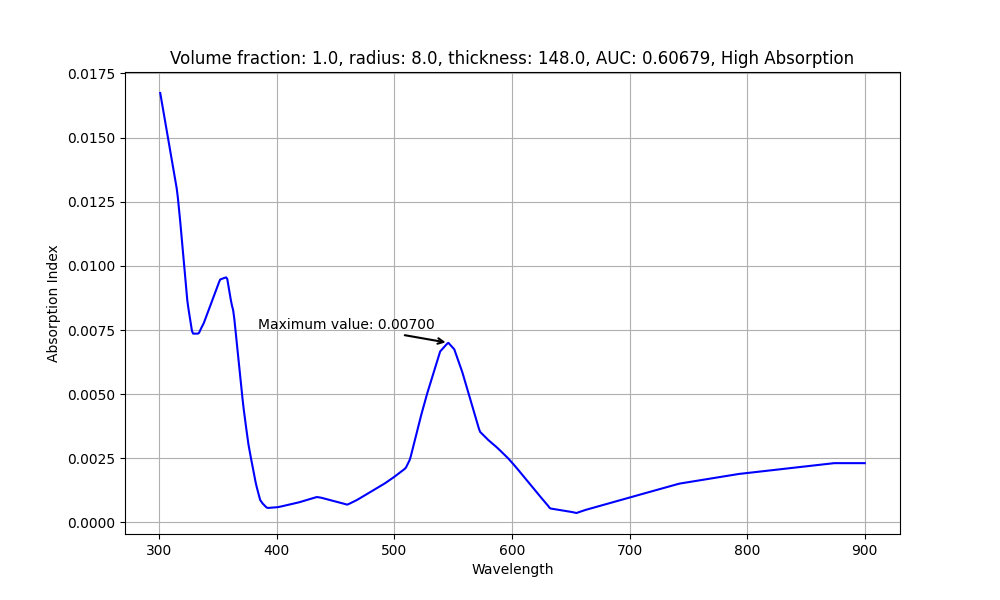 Volume fraction: 1.0, radius: 8.0, thickness: 148.0, AUC: 0.60679, High Absorption
0.0175
0.0150
0.0125
0.0100
0.0075
0.0050
0.0025
0.0000
Absorption Index
Maximum value: 0.00700
300 400 500 600 700 800 900
Wavelength